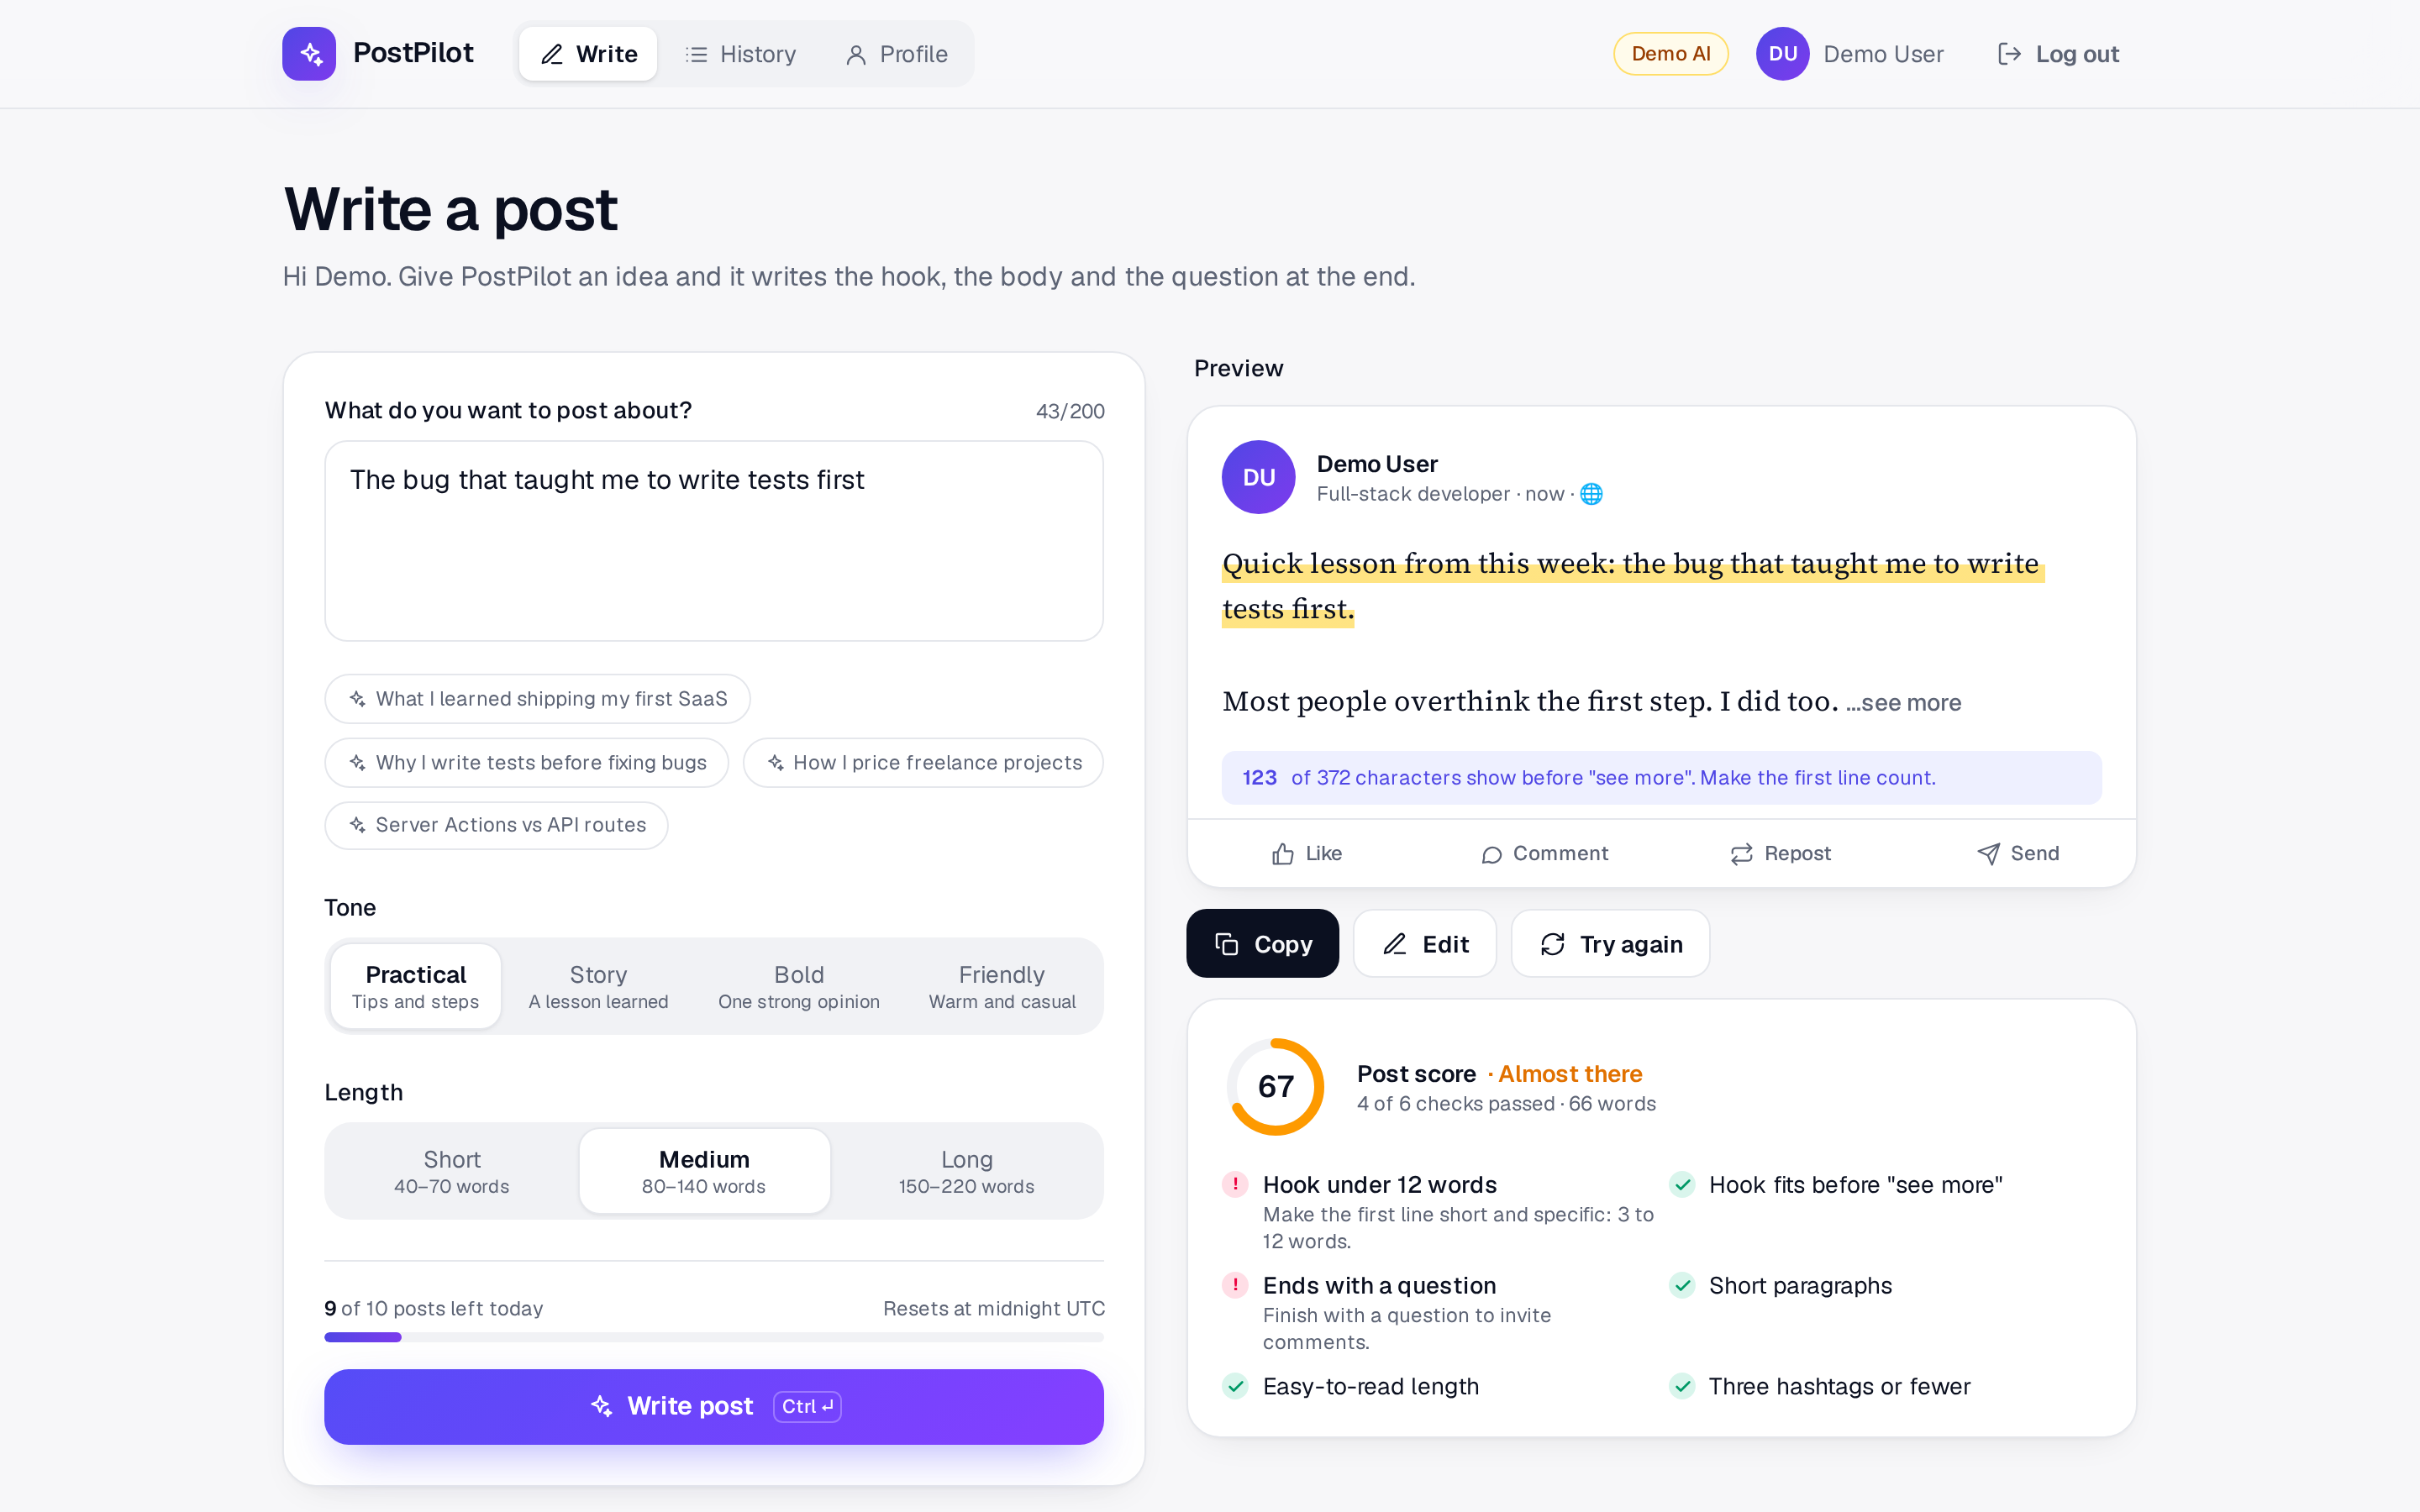 PostPilot
Write
History
Profile
Demo AI
DU
Demo User
Log out
Write a post
Hi Demo. Give PostPilot an idea and it writes the hook, the body and the question at the end.
What do you want to post about?
43/200
The bug that taught me to write tests first
What I learned shipping my first SaaS
Why I write tests before fixing bugs
How I price freelance projects
Server Actions vs API routes
Tone
Practical
Tips and steps
Story
A lesson learned
Bold
One strong opinion
Friendly
Warm and casual
Length
Short
40–70 words
Medium
80–140 words
Long
150–220 words
9 of 10 posts left today
Resets at midnight UTC
Write post
Ctrl ↵
Preview
DU
Demo User
Full-stack developer · now · 🌐
Quick lesson from this week: the bug that taught me to write
tests first.
Most people overthink the first step. I did too. ...see more
123 of 372 characters show before "see more". Make the first line count.
Like
Comment
Repost
Send
Copy
Edit
Try again
67
Post score · Almost there
4 of 6 checks passed · 66 words
! Hook under 12 words
Make the first line short and specific: 3 to
12 words.
Hook fits before "see more"
! Ends with a question
Finish with a question to invite
comments.
Short paragraphs
Easy-to-read length
Three hashtags or fewer